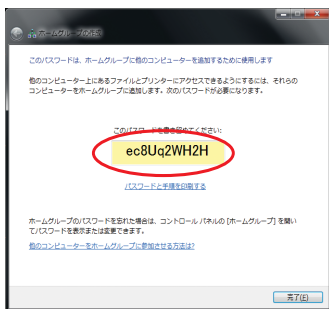 ホームグループの作成
このパスワードは、ホームグループに他のコンピューターを追加するために使用します
他のコンピューター上にあるファイルとプリンターにアクセスできるようにするには、それらの
コンピューターをホームグループに追加します。次のパスワードが必要になります。
このパスワードを書き留めてください:
ec8Uq2WH2H
パスワードと手順を印刷する
ホームグループのパスワードを忘れた場合は、コントロール パネルの [ホームグループ] を開い
てパスワードを表示または変更できます。
他のコンピューターをホームグループに参加させる方法は?
完了(F)